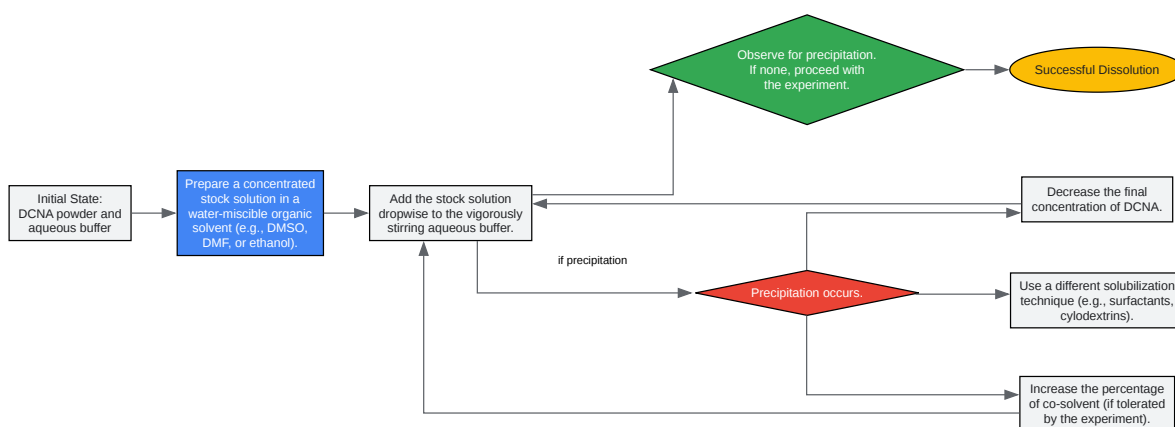 Observe for precipitation.
If none, proceed with
the experiment.
Successful Dissolution
Initial State:
DCNA powder and
aqueous buffer
Prepare a concentrated
stock solution in a
water-miscible organic
solvent (e.g., DMSO,
DMF, or ethanol).
Add the stock solution
dropwise to the vigorously
stirring aqueous buffer.
Decrease the final
concentration of DCNA.
if precipitation
Precipitation occurs.
Use a different solubilization
technique (e.g., surfactants,
cylodextrins).
Increase the percentage
of co-solvent (if tolerated
by the experiment).